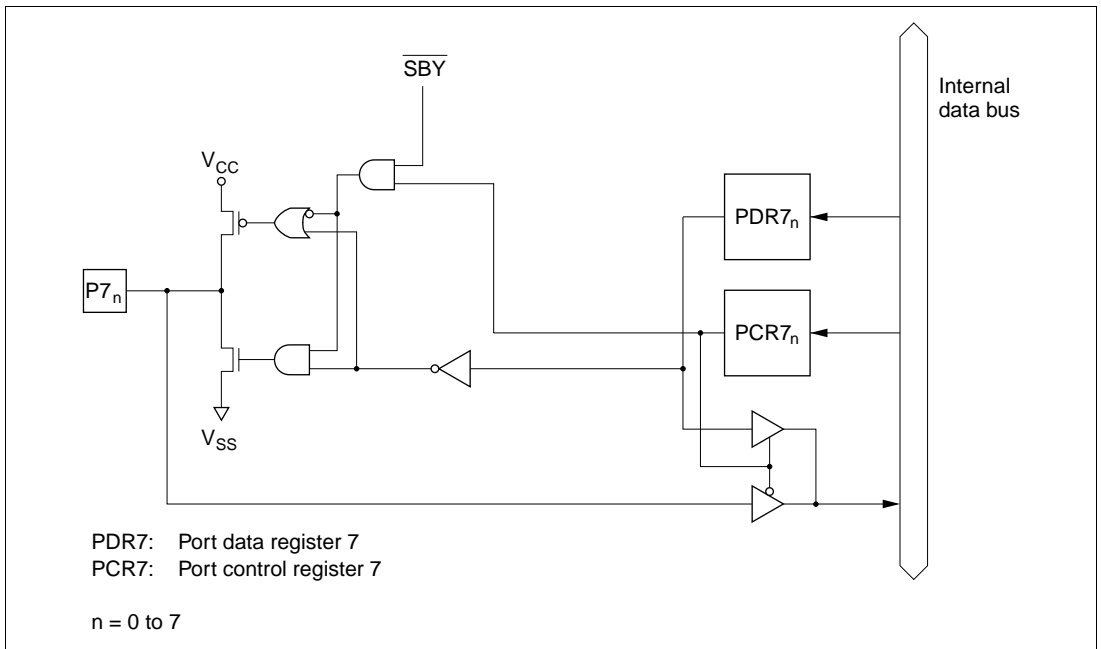 SBY
Internal
data bus
VCC
PDR7n
P7n
PCR7n
VSS
PDR7: Port data register 7
PCR7: Port control register 7
n = 0 to 7